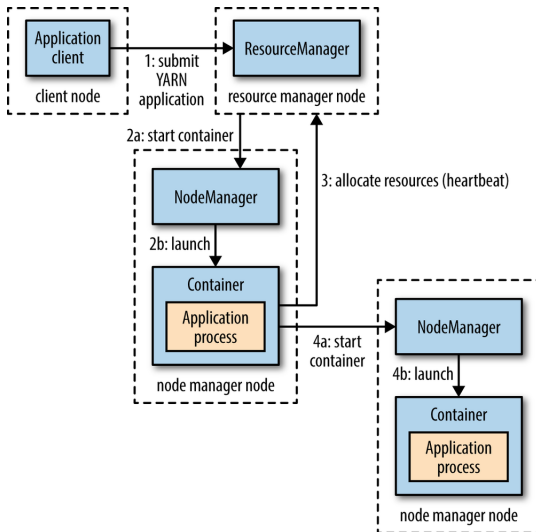 Application
client
client node
1: submit
YARN
application
ResourceManager
resource manager node
2a: start container
3: allocate resources (heartbeat)
NodeManager
2b: launch
Container
Application
process
node manager node
4a: start
container
NodeManager
4b: launch
Container
Application
process
node manager node